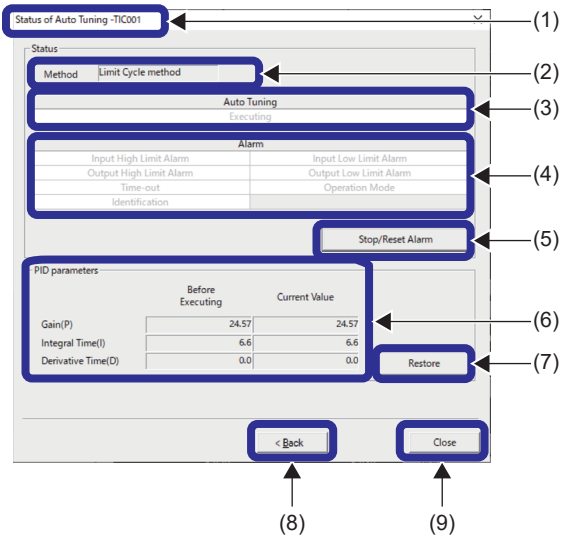 Status of Auto Tuning -TIC001
(1)
Status
Method Limit Cycle method
(2)
Auto Tuning
Executing
(3)
Alarm
Input High Limit Alarm Input Low Limit Alarm
Output High Limit Alarm Output Low Limit Alarm
Time-out Operation Mode
Identification
(4)
Stop/Reset Alarm
(5)
PID parameters
Before Executing Current Value
Gain(P) 24.57 24.57
Integral Time(I) 6.6 6.6
Derivative Time(D) 0.0 0.0
(6)
Restore
(7)
< Back Close
(8) (9)